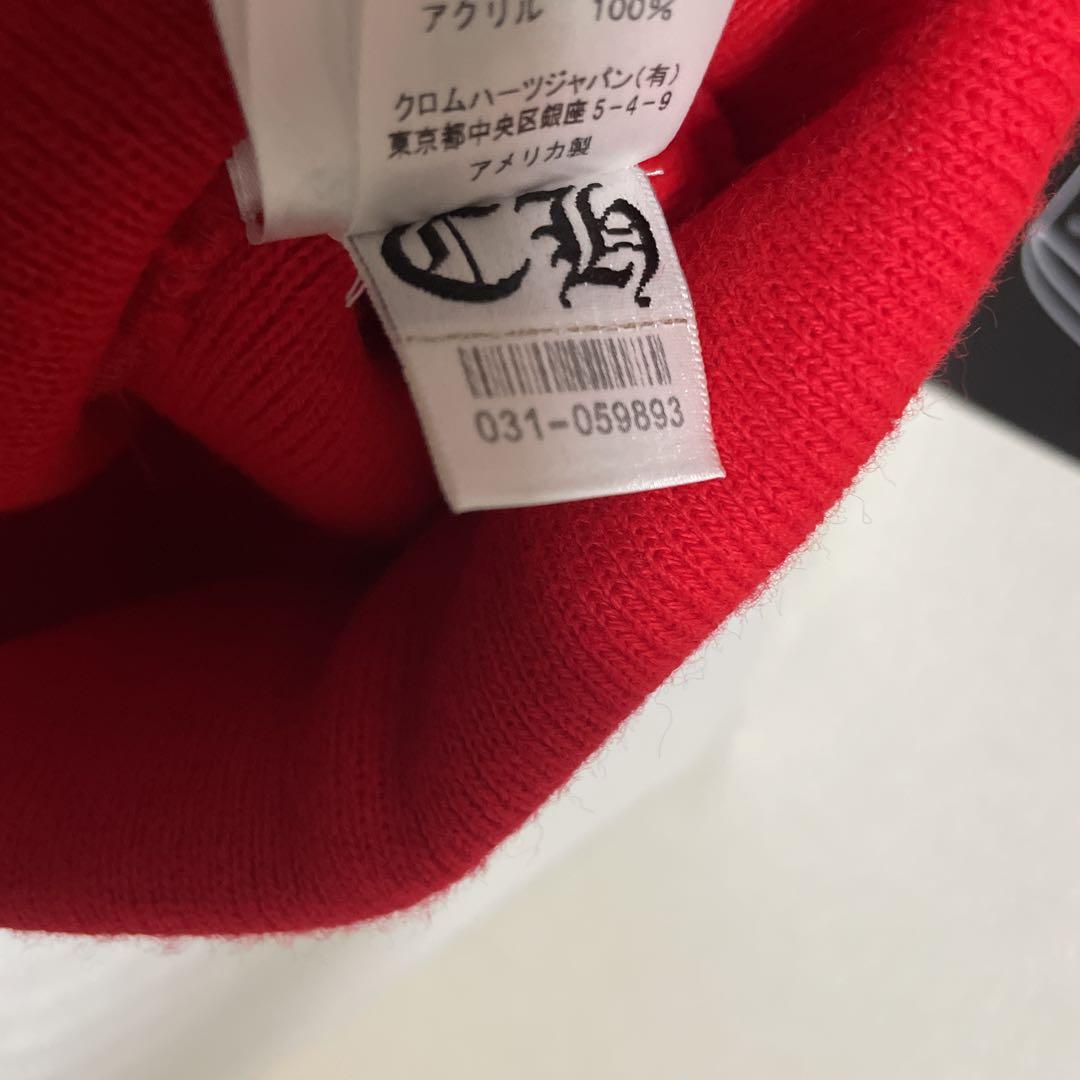 アクリル 100%
クロムハーツジャパン(有)
東京都中央区銀座5-4-9
アメリカ製
CH
031-059893